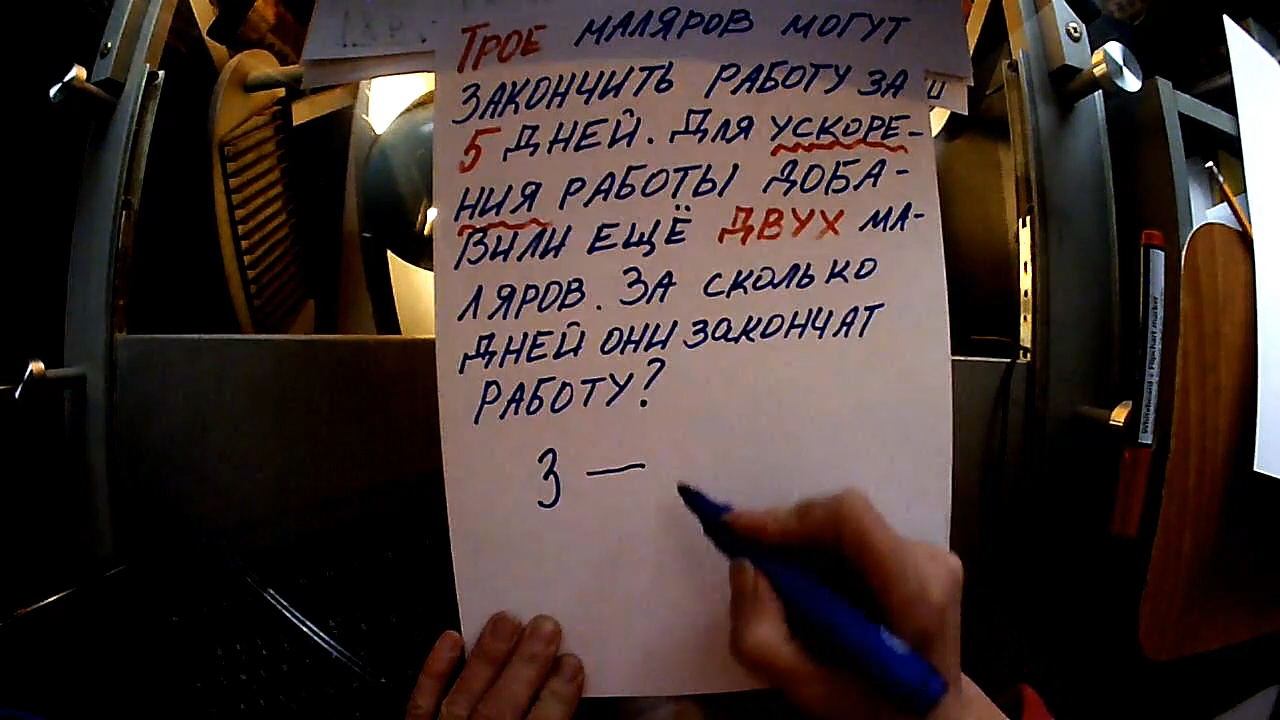 ТРОЕ МАЛЯРОВ МОГУТ
ЗАКОНЧИТЬ РАБОТУ ЗА
5 ДНЕЙ. ДЛЯ УСКОРЕ-
НИЯ РАБОТЫ ДОБА-
ВИЛИ ЕЩЁ ДВУХ МА-
ЛЯРОВ. ЗА СКОЛЬКО
ДНЕЙ ОНИ ЗАКОНЧАТ
РАБОТУ?
3 —